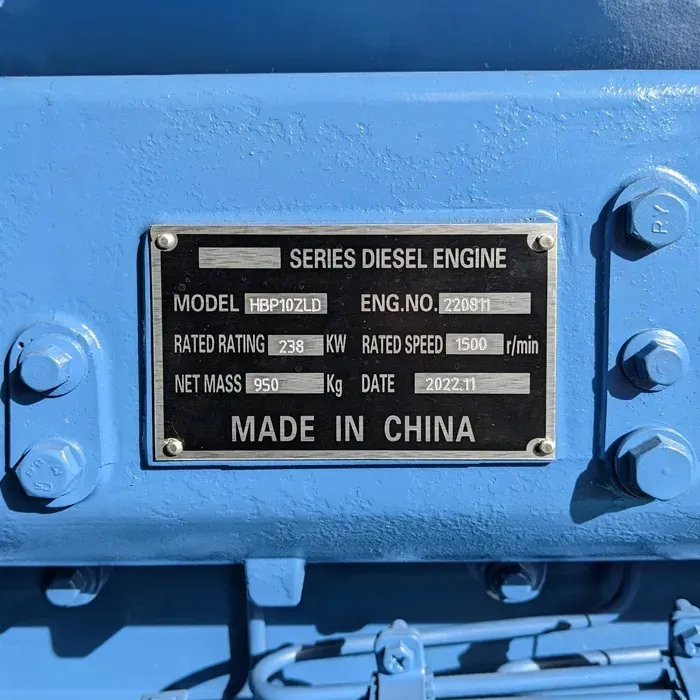 SERIES DIESEL ENGINE
MODEL HBP10ZLD ENG.NO. 220811
RATED RATING 238 KW RATED SPEED 1500 r/min
NET MASS 950 Kg DATE 2022.11
MADE IN CHINA
RY